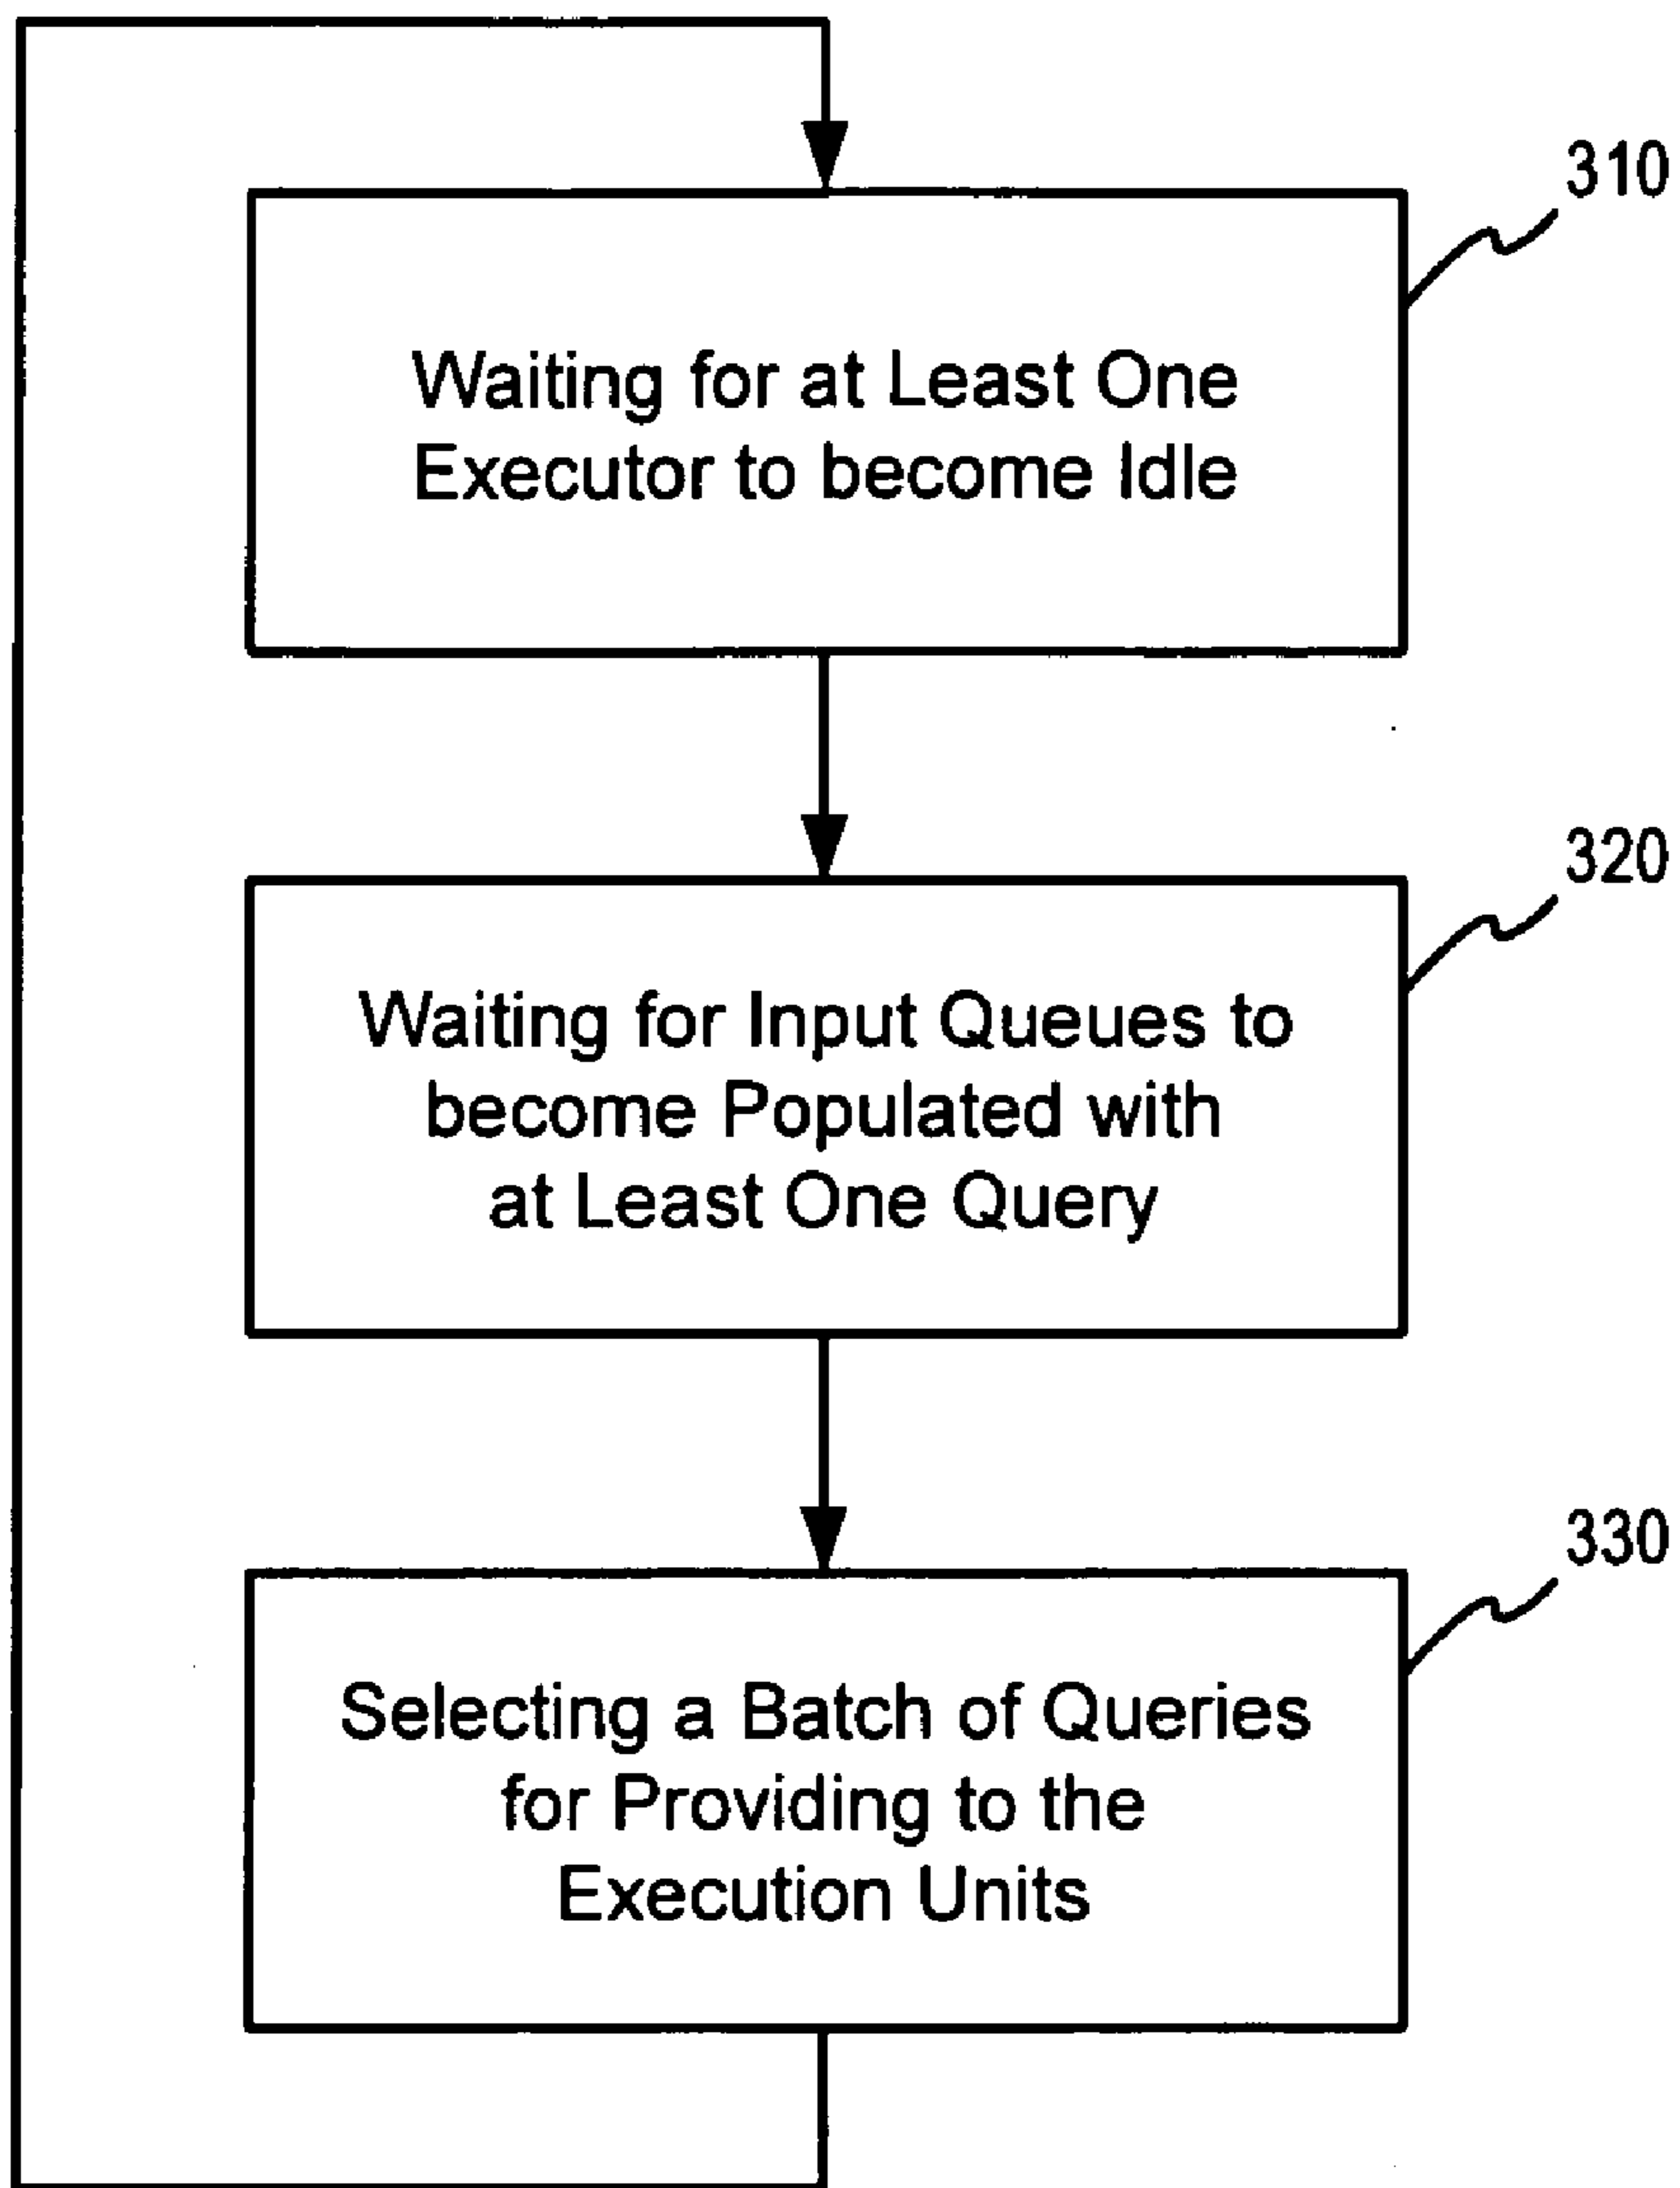 310
Waiting for at Least One
Executor to become Idle
320
Waiting for Input Queues to
become Populated with
at Least One Query
330
Selecting a Batch of Queries
for Providing to the
Execution Units